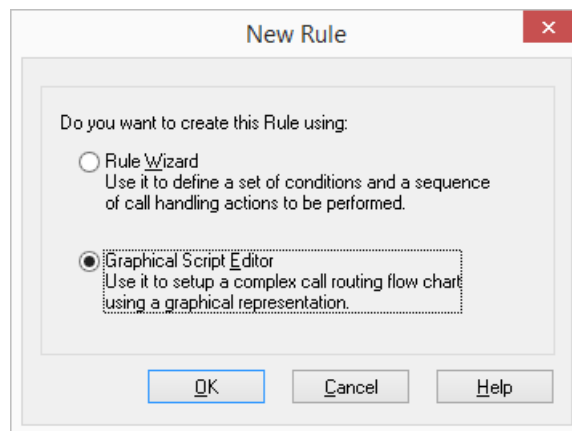 New Rule
Do you want to create this Rule using:
Rule Wizard
Use it to define a set of conditions and a sequence
of call handling actions to be performed.
Graphical Script Editor
Use it to setup a complex call routing flow chart
using a graphical representation.
OK Cancel Help